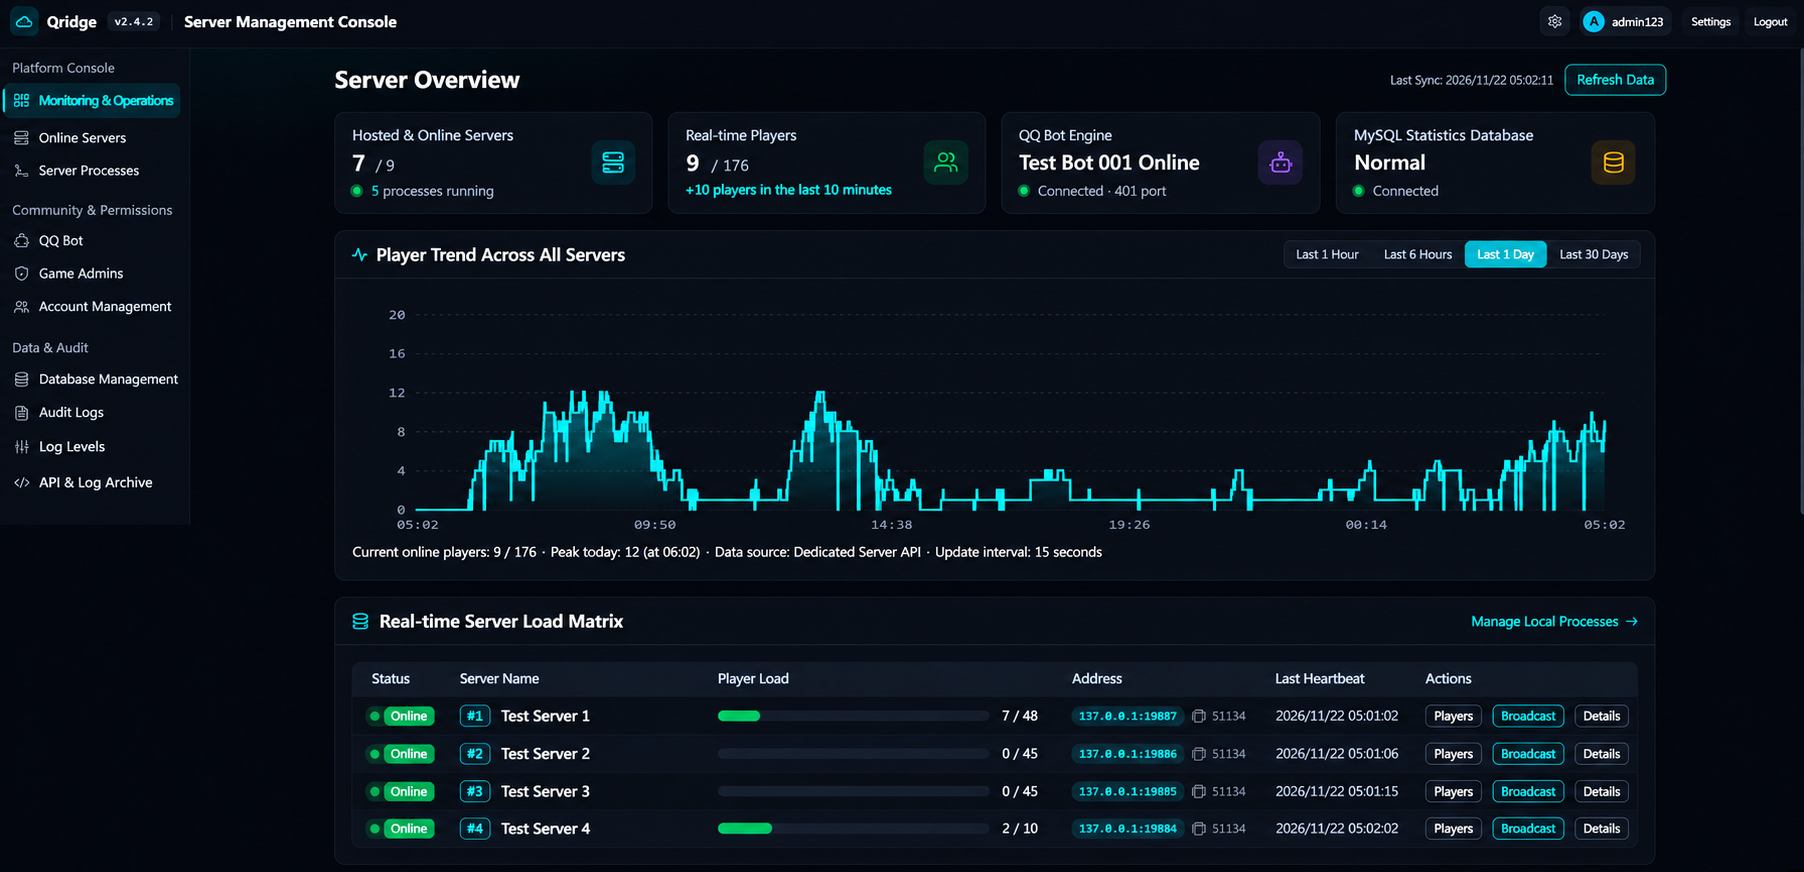 Qridge v2.4.2 Server Management Console
A admin123 Settings Logout
Platform Console
Monitoring & Operations
Online Servers
Server Processes
Community & Permissions
QQ Bot
Game Admins
Account Management
Data & Audit
Database Management
Audit Logs
Log Levels
API & Log Archive
Server Overview
Last Sync: 2026/11/22 05:02:11 Refresh Data
Hosted & Online Servers
7 / 9
5 processes running
Real-time Players
9 / 176
+10 players in the last 10 minutes
QQ Bot Engine
Test Bot 001 Online
Connected · 401 port
MySQL Statistics Database
Normal
Connected
Player Trend Across All Servers
Last 1 Hour Last 6 Hours Last 1 Day Last 30 Days
20
16
12
8
4
0
05:02 09:50 14:38 19:26 00:14 05:02
Current online players: 9 / 176 · Peak today: 12 (at 06:02) · Data source: Dedicated Server API · Update interval: 15 seconds
Real-time Server Load Matrix
Manage Local Processes →
Status Server Name Player Load Address Last Heartbeat Actions
Online #1 Test Server 1 7 / 48 137.0.0.1:19887 51134 2026/11/22 05:01:02 Players Broadcast Details
Online #2 Test Server 2 0 / 45 137.0.0.1:19886 51134 2026/11/22 05:01:06 Players Broadcast Details
Online #3 Test Server 3 0 / 45 137.0.0.1:19885 51134 2026/11/22 05:01:15 Players Broadcast Details
Online #4 Test Server 4 2 / 10 137.0.0.1:19884 51134 2026/11/22 05:02:02 Players Broadcast Details